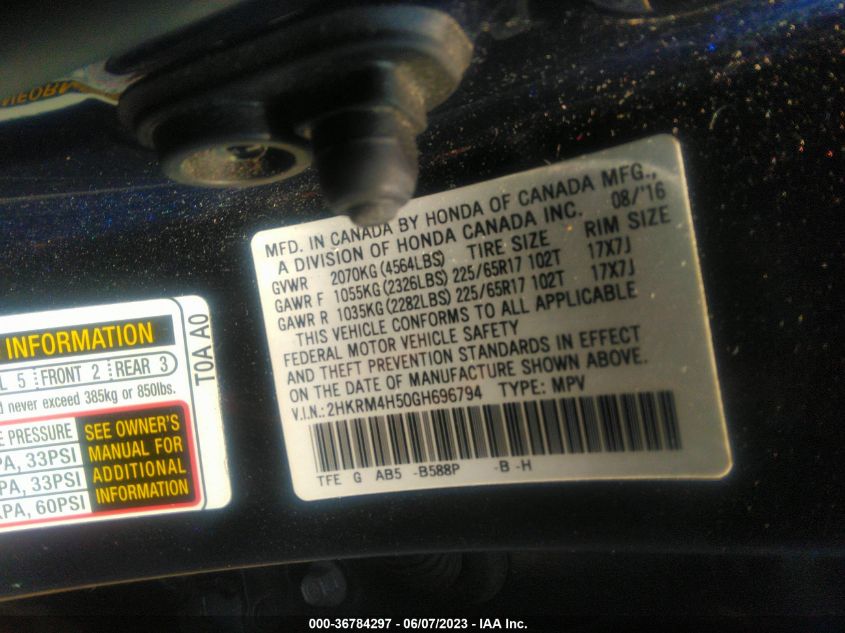 MFD. IN CANADA BY HONDA OF CANADA MFG.,
A DIVISION OF HONDA CANADA INC. 08/'16
GVWR 2070KG (4564LBS) TIRE SIZE RIM SIZE
GAWR F 1055KG (2326LBS) 225/65R17 102T 17X7J
GAWR R 1035KG (2282LBS) 225/65R17 102T 17X7J
THIS VEHICLE CONFORMS TO ALL APPLICABLE
FEDERAL MOTOR VEHICLE SAFETY
AND THEFT PREVENTION STANDARDS IN EFFECT
ON THE DATE OF MANUFACTURE SHOWN ABOVE.
V.I.N.: 2HKRM4H50GH696794 TYPE: MPV
TFE G AB5 -B588P -B -H
INFORMATION
5 FRONT 2 REAR 3
never exceed 385kg or 850lbs.
PRESSURE
33PSI
33PSI
60PSI
SEE OWNER'S
MANUAL FOR
ADDITIONAL
INFORMATION
T0A A0
000-36784297 - 06/07/2023 - IAA Inc.